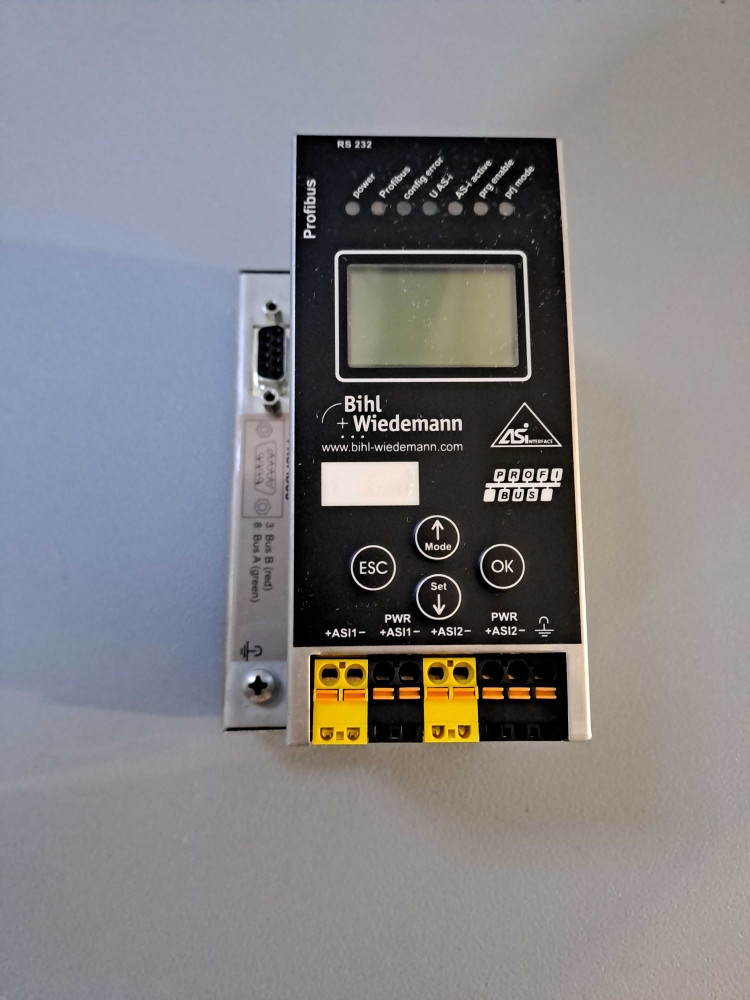 RS 232
Profibus
power
Profibus
config error
U AS-i
AS-i active
prg enable
prj mode
Bihl
+Wiedemann
www.bihl-wiedemann.com
ASi INTERFACE
PROFI
BUS
Mode
ESC
OK
Set
PWR PWR
+ASI1− +ASI1− +ASI2− +ASI2−
3: Bus B (red)
8: Bus A (green)